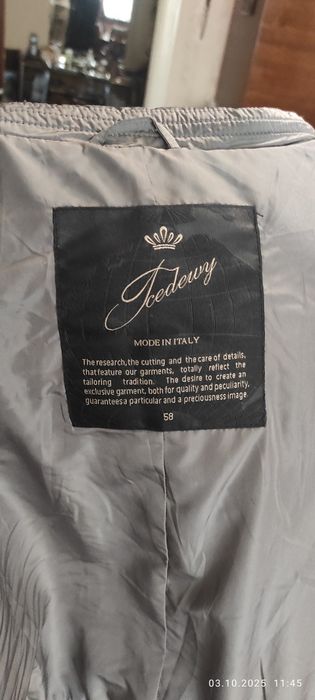 Icedewy
MODE IN ITALY
The research, the cutting and the care of details,
that feature our garments, totally reflect the
tailoring tradition. The desire to create an
exclusive garment, both for quality and peculiarity,
guarantees a particular and a preciousness image
58
03.10.2025 11:45